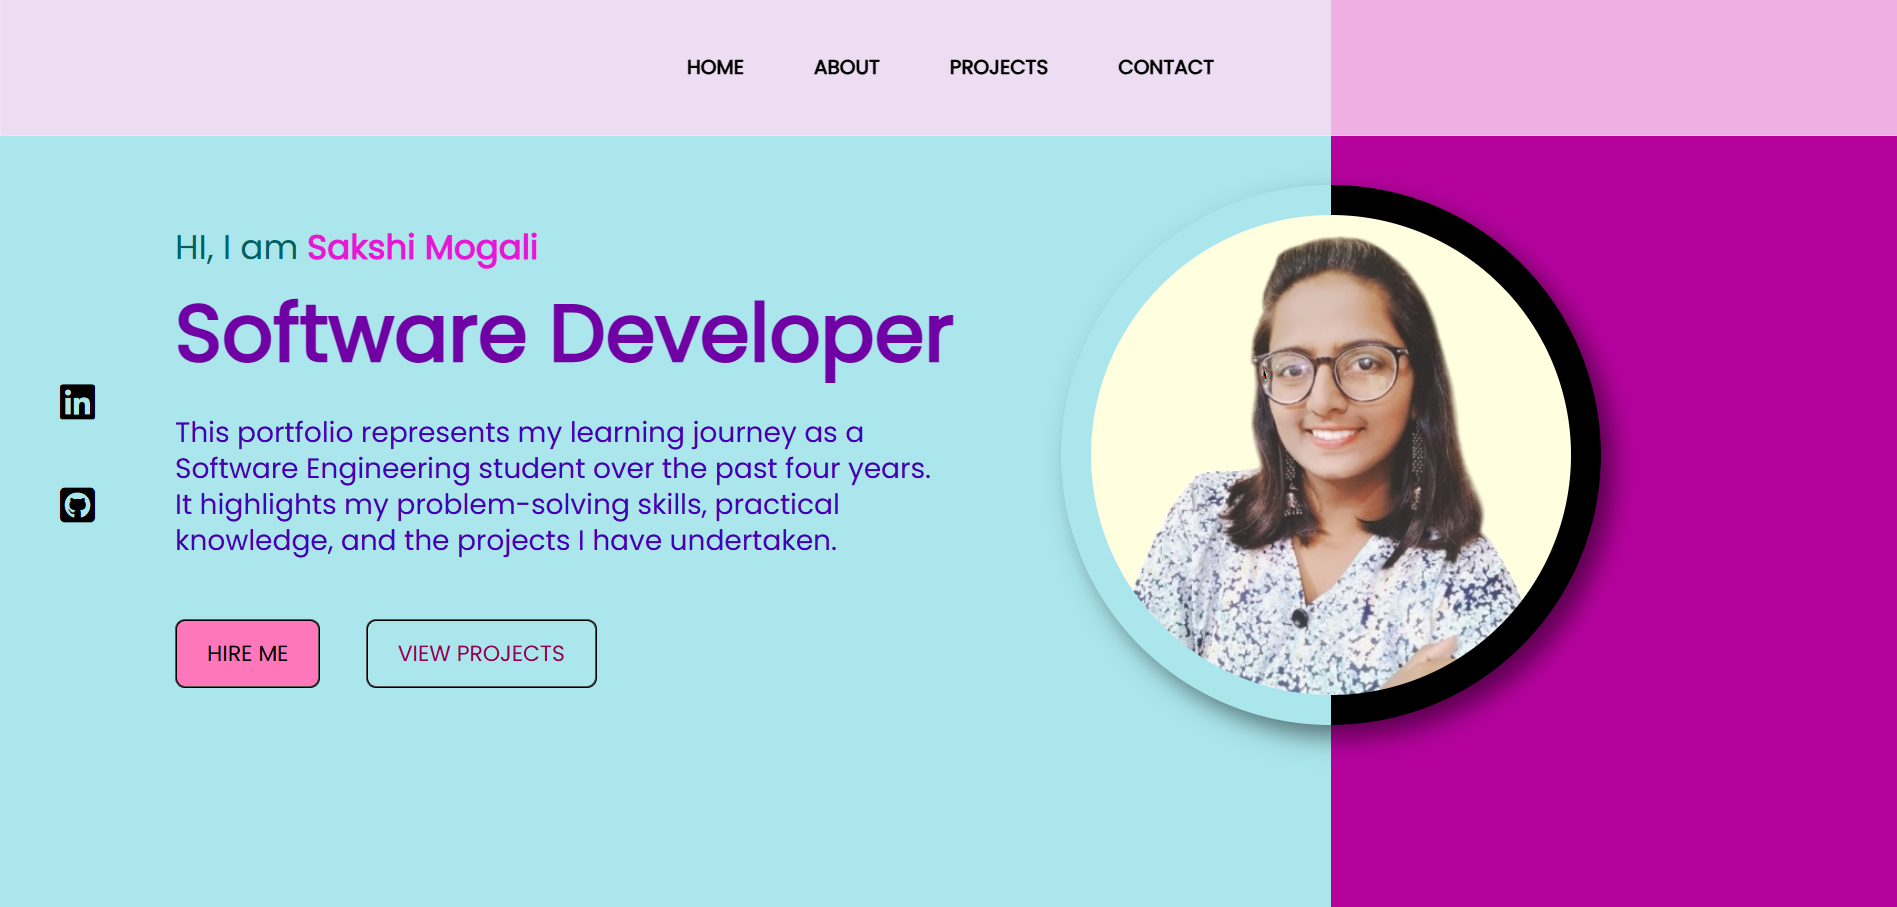 HOME ABOUT PROJECTS CONTACT
HI, I am Sakshi Mogali
Software Developer
in
This portfolio represents my learning journey as a
Software Engineering student over the past four years.
It highlights my problem-solving skills, practical
knowledge, and the projects I have undertaken.
HIRE ME VIEW PROJECTS